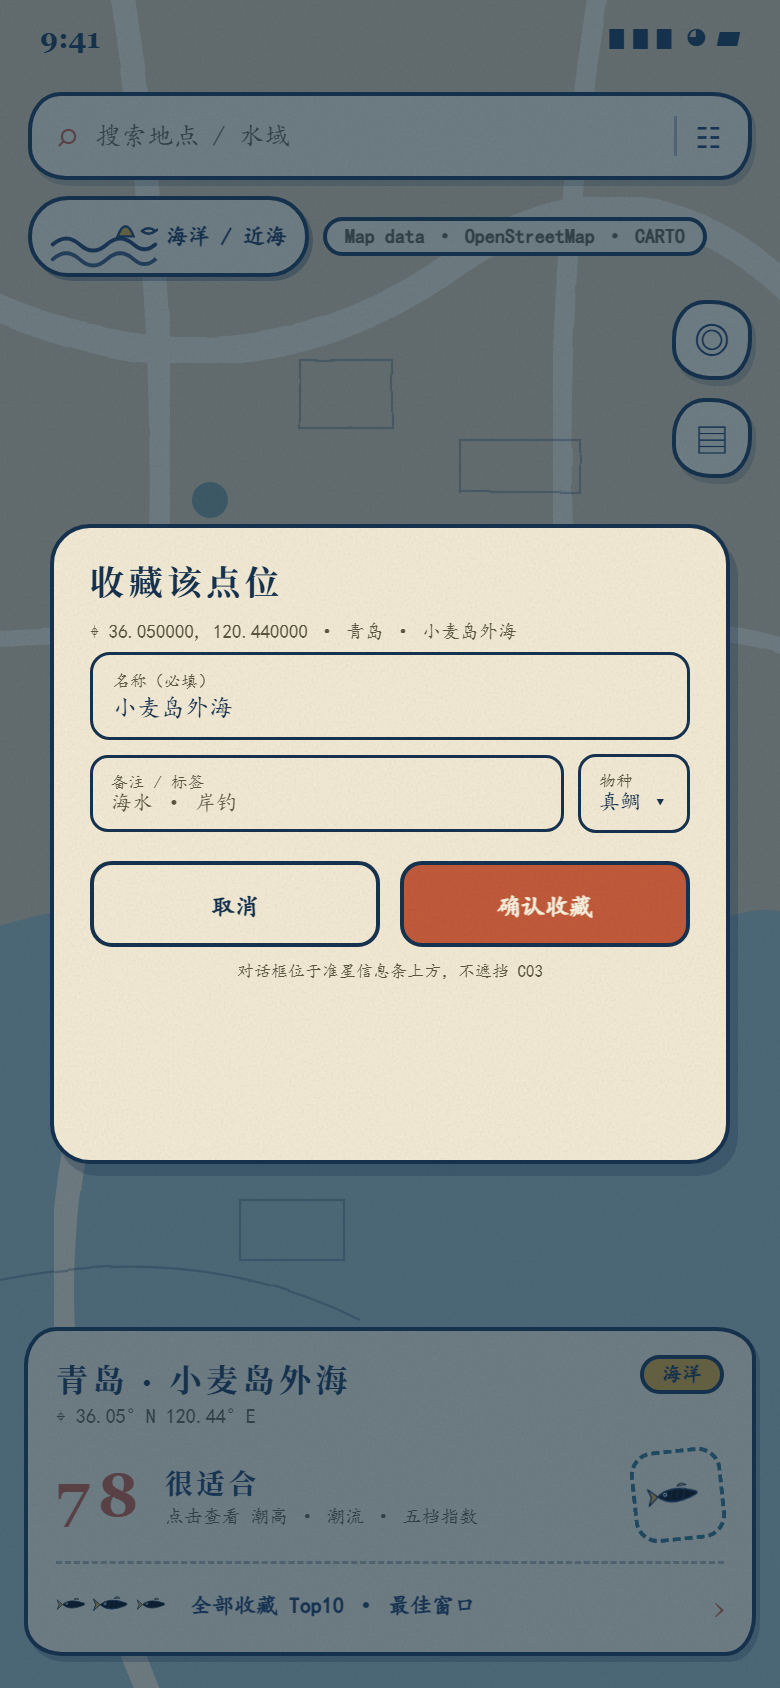 9:41
搜索地点 / 水域
海洋 / 近海
Map data • OpenStreetMap • CARTO
收藏该点位
36.050000, 120.440000 • 青岛 • 小麦岛外海
名称（必填）
小麦岛外海
备注 / 标签
海水 • 岸钓
物种
真鲷
取消
确认收藏
对话框位于准星信息条上方，不遮挡 C03
青岛 · 小麦岛外海
海洋
36.05° N 120.44° E
78
很适合
点击查看 潮高 • 潮流 • 五档指数
全部收藏 Top10 • 最佳窗口